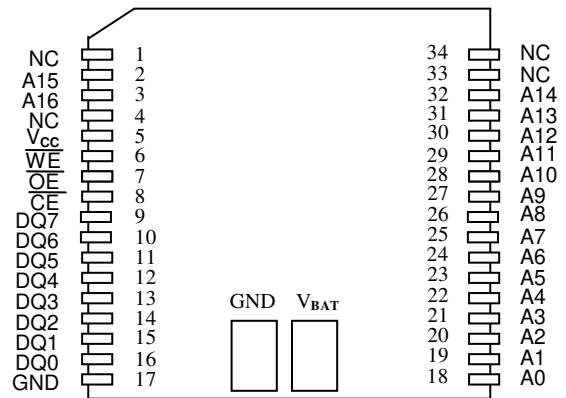 NC 1 34 NC
A15 2 33 NC
A16 3 32 A14
NC 4 31 A13
Vcc 5 30 A12
W̅E̅ 6 29 A11
O̅E̅ 7 28 A10
C̅E̅ 8 27 A9
DQ7 9 26 A8
DQ6 10 25 A7
DQ5 11 24 A6
DQ4 12 23 A5
DQ3 13 22 A4
DQ2 14 21 A3
DQ1 15 20 A2
DQ0 16 19 A1
GND 17 18 A0
GND VBAT